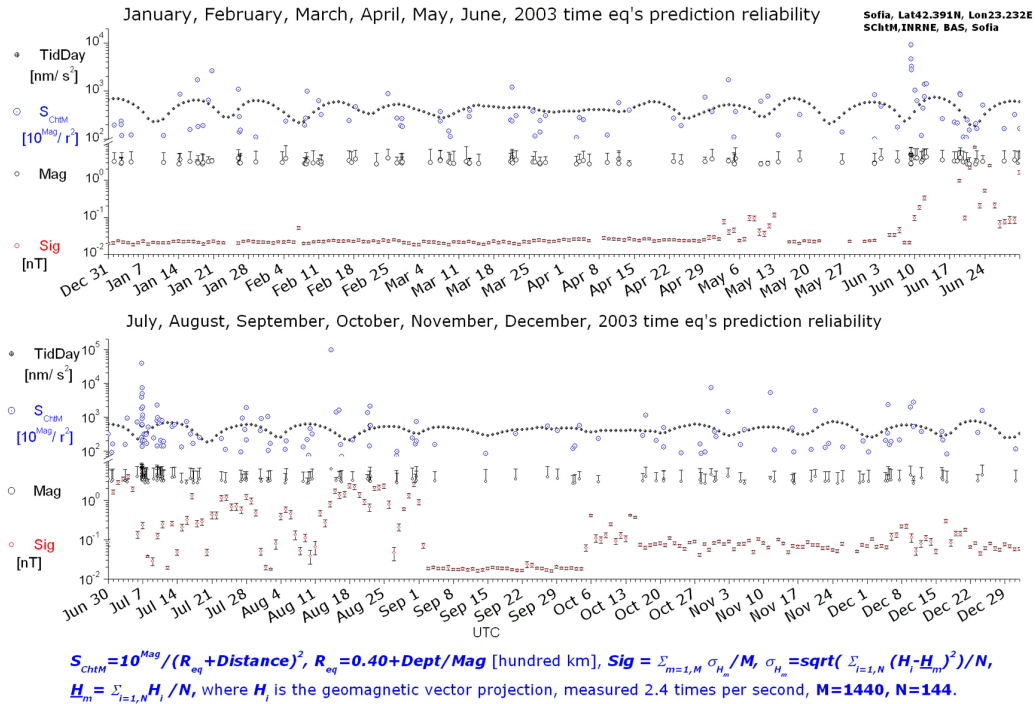 January, February, March, April, May, June, 2003 time eq's prediction reliability
Sofia, Lat42.391N, Lon23.232E
SChtM,INRNE, BAS, Sofia
TidDay
[nm/ s²]
S_ChtM
[10^Mag/ r²]
Mag
Sig
[nT]
10⁴
10³
10²
10⁰
10⁻¹
10⁻²
Dec 31 Jan 7 Jan 14 Jan 21 Jan 28 Feb 4 Feb 11 Feb 18 Feb 25 Mar 4 Mar 11 Mar 18 Mar 25 Apr 1 Apr 8 Apr 15 Apr 22 Apr 29 May 6 May 13 May 20 May 27 Jun 3 Jun 10 Jun 17 Jun 24
July, August, September, October, November, December, 2003 time eq's prediction reliability
TidDay
[nm/ s²]
S_ChtM
[10^Mag/ r²]
Mag
Sig
[nT]
10⁵
10⁴
10³
10²
10⁰
10⁻¹
10⁻²
Jun 30 Jul 7 Jul 14 Jul 21 Jul 28 Aug 4 Aug 11 Aug 18 Aug 25 Sep 1 Sep 8 Sep 15 Sep 22 Sep 29 Oct 6 Oct 13 Oct 20 Oct 27 Nov 3 Nov 10 Nov 17 Nov 24 Dec 1 Dec 8 Dec 15 Dec 22 Dec 29
UTC
S_ChtM=10^Mag/(R_eq+Distance)², R_eq=0.40+Dept/Mag [hundred km], Sig = Σ_m=1,M σ_H_m/M, σ_H_m=sqrt( Σ_i=1,N (H_i-H_m)²)/N,
H_m= Σ_i=1,N H_i /N, where H_i is the geomagnetic vector projection, measured 2.4 times per second, M=1440, N=144.